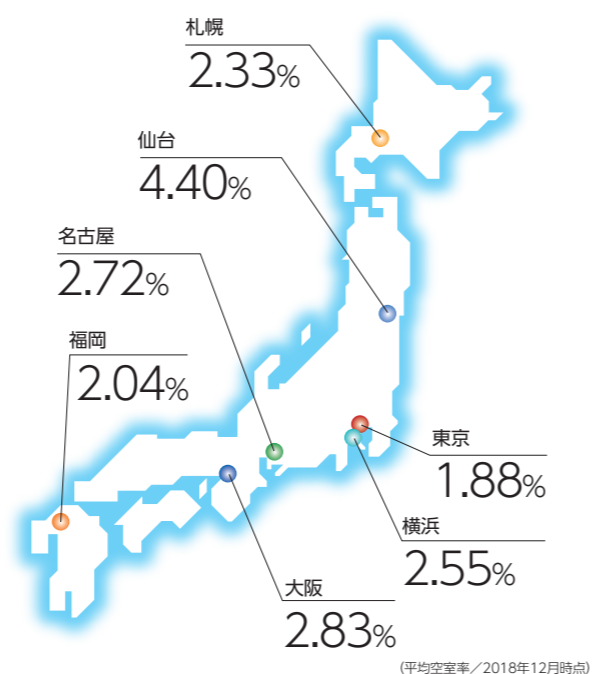 札幌
2.33%
仙台
4.40%
名古屋
2.72%
福岡
2.04%
東京
1.88%
横浜
2.55%
大阪
2.83%
(平均空室率／2018年12月時点)